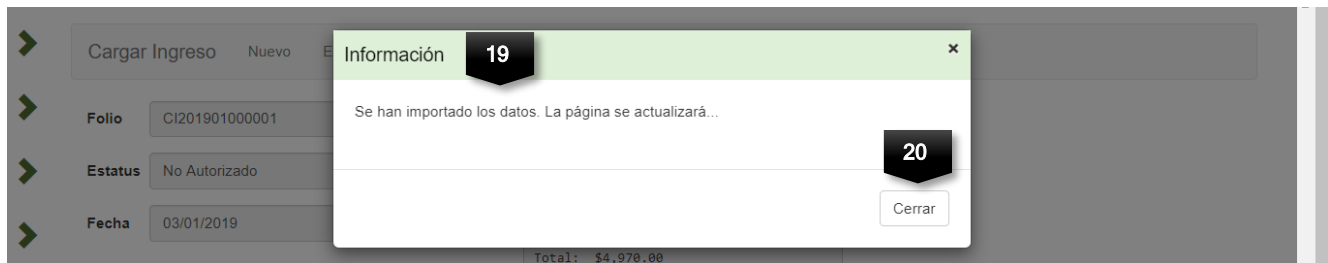 Cargar Ingreso Nuevo E
Información 19 ×
Se han importado los datos. La página se actualizará...
Folio CI201901000001
20
Estatus No Autorizado
Cerrar
Fecha 03/01/2019
Total: $4,970.00